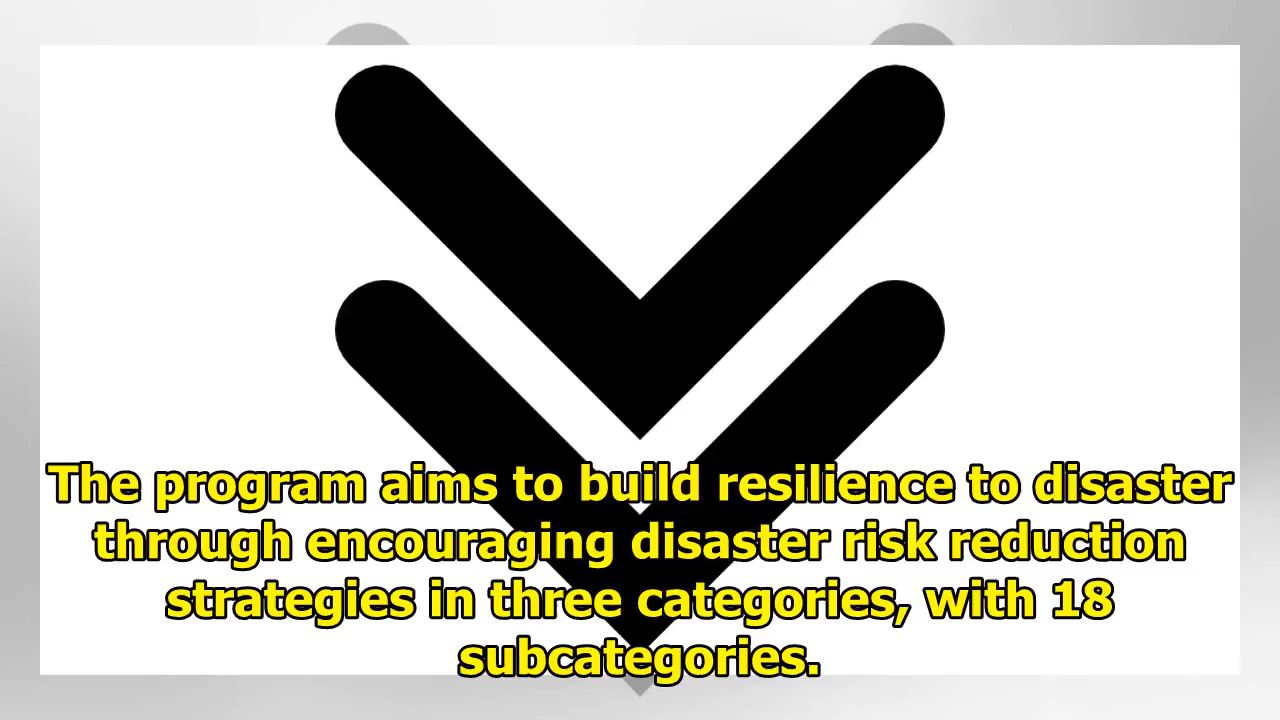 The program aims to build resilience to disaster
through encouraging disaster risk reduction
strategies in three categories, with 18
subcategories.